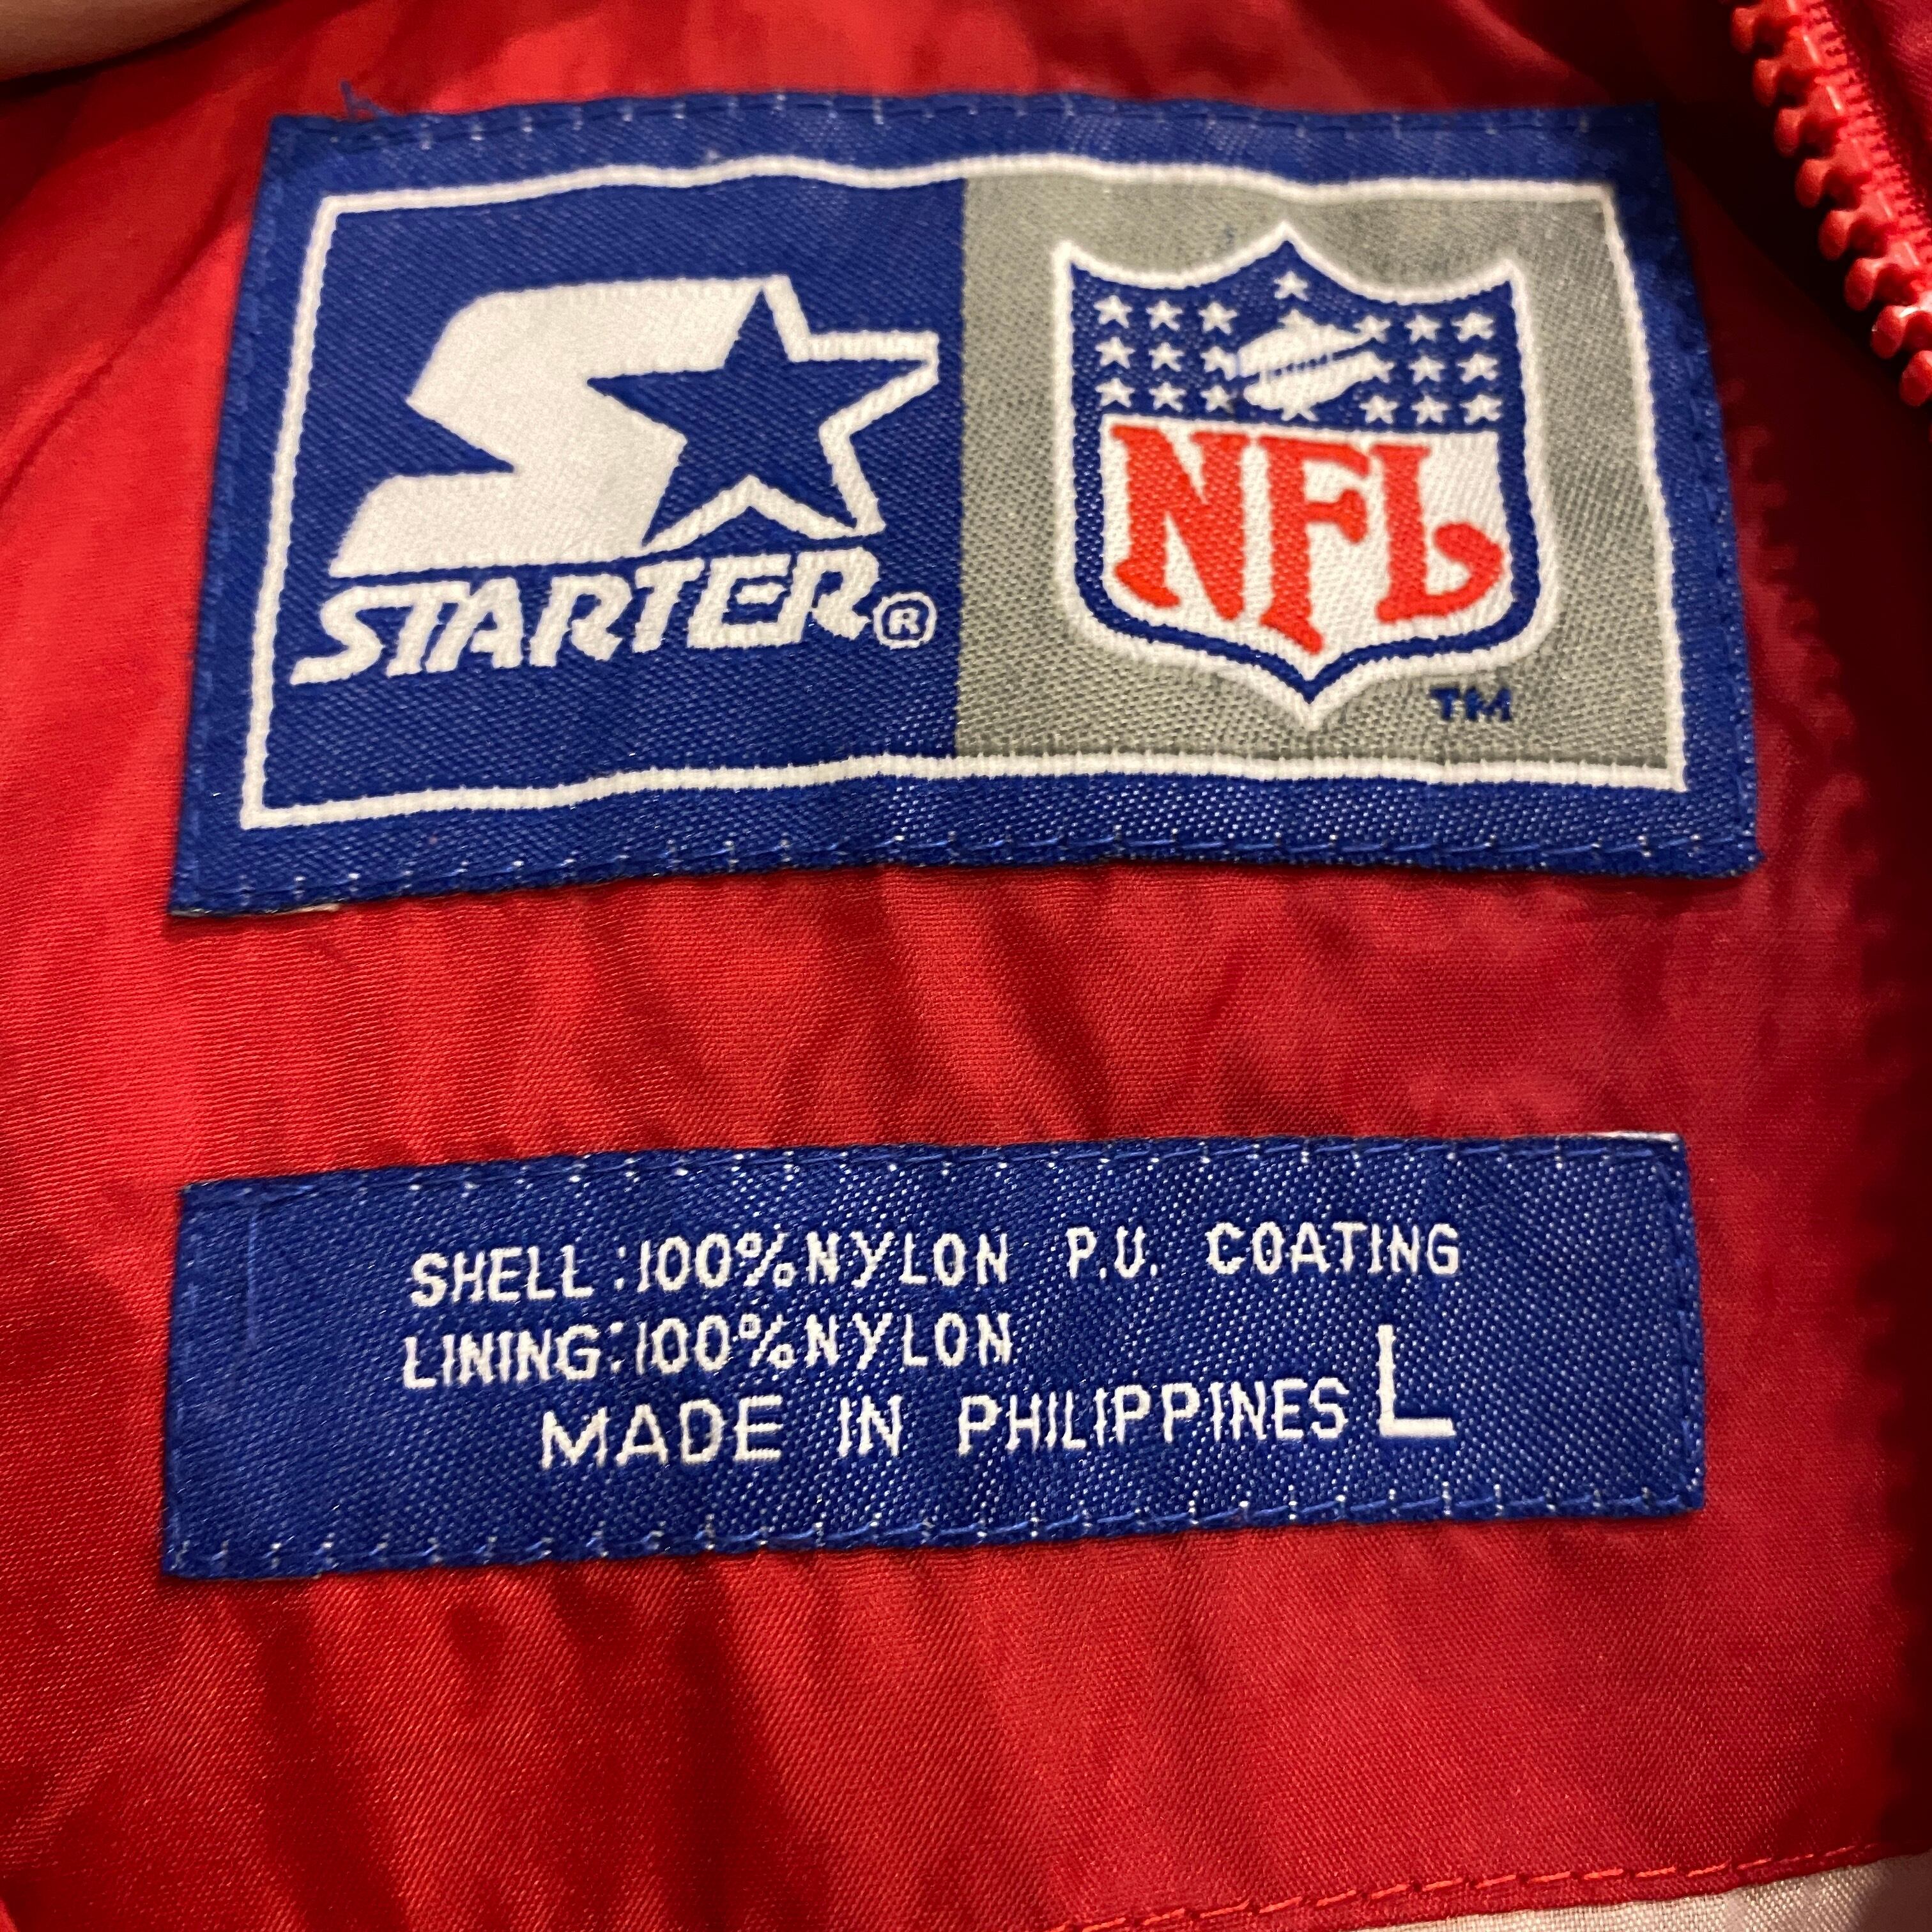 STARTER®
NFL
TM
SHELL:100%NYLON P.U. COATING
LINING:100%NYLON
MADE IN PHILIPPINES L